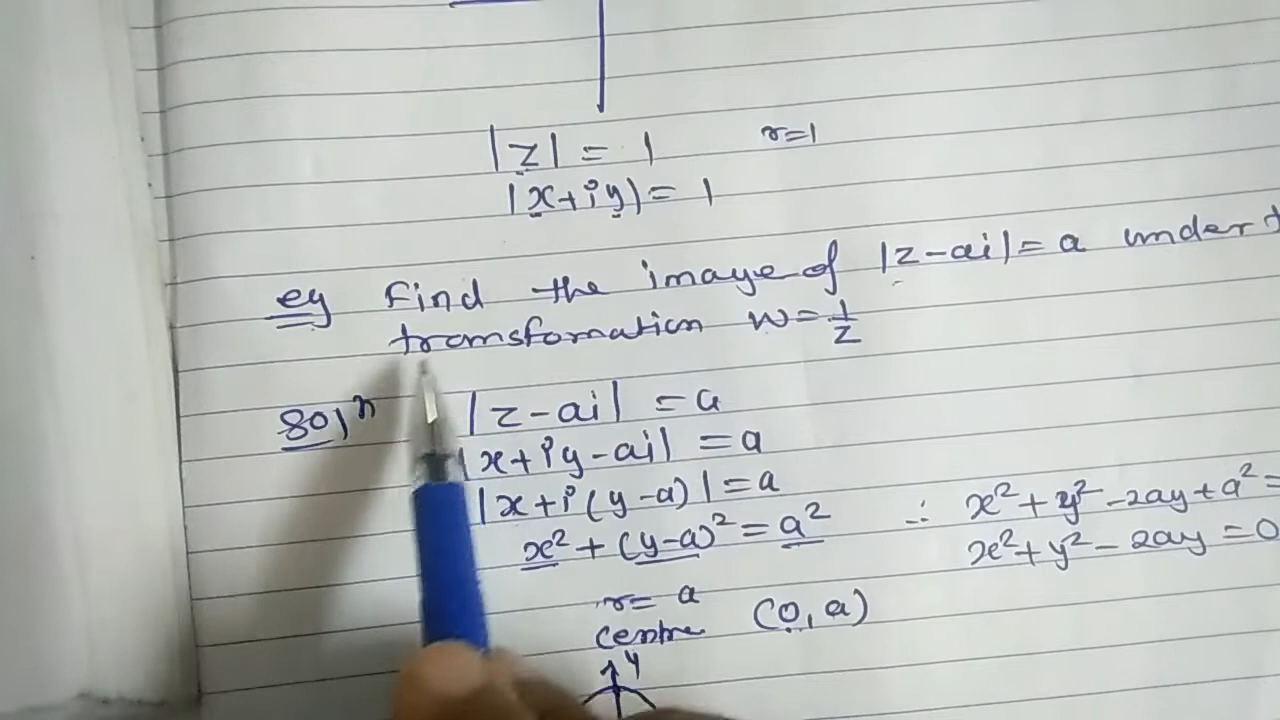 |z| = 1 r=1
|x+iy| = 1
eg Find the image of |z-ai| = a under
transfomation w = 1/z
Solⁿ |z-ai| = a
|x+iy-ai| = a
|x+i(y-a)| = a
x²+(y-a)² = a² ∴ x²+y²-2ay+a² =
x²+y²-2ay = 0
r= a
centre (0, a)
y